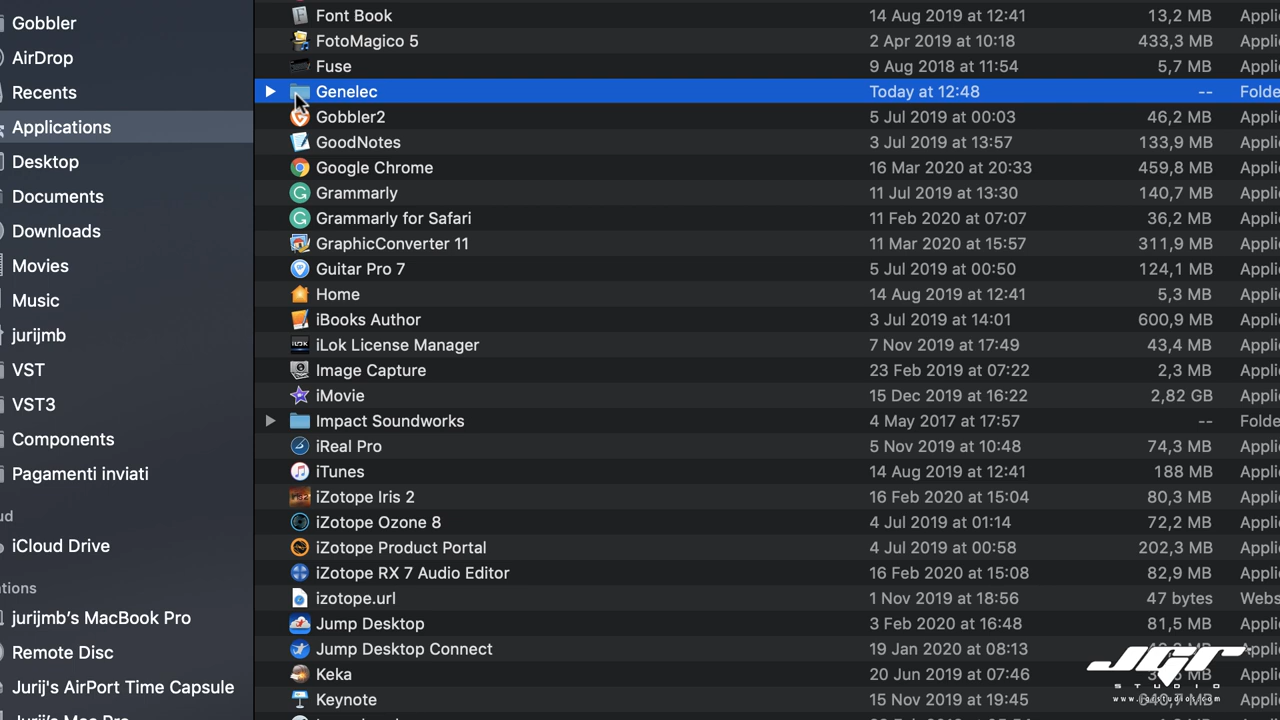 Gobbler
AirDrop
Recents
Applications
Desktop
Documents
Downloads
Movies
Music
jurijmb
VST
VST3
Components
Pagamenti inviati
iCloud Drive
jurijmb's MacBook Pro
Remote Disc
Jurij's AirPort Time Capsule
Font Book 14 Aug 2019 at 12:41 13,2 MB
FotoMagico 5 2 Apr 2019 at 10:18 433,3 MB
Fuse 9 Aug 2018 at 11:54 5,7 MB
Genelec Today at 12:48 --
Gobbler2 5 Jul 2019 at 00:03 46,2 MB
GoodNotes 3 Jul 2019 at 13:57 133,9 MB
Google Chrome 16 Mar 2020 at 20:33 459,8 MB
Grammarly 11 Jul 2019 at 13:30 140,7 MB
Grammarly for Safari 11 Feb 2020 at 07:07 36,2 MB
GraphicConverter 11 11 Mar 2020 at 15:57 311,9 MB
Guitar Pro 7 5 Jul 2019 at 00:50 124,1 MB
Home 14 Aug 2019 at 12:41 5,3 MB
iBooks Author 3 Jul 2019 at 14:01 600,9 MB
iLok License Manager 7 Nov 2019 at 17:49 43,4 MB
Image Capture 23 Feb 2019 at 07:22 2,3 MB
iMovie 15 Dec 2019 at 16:22 2,82 GB
Impact Soundworks 4 May 2017 at 17:57 --
iReal Pro 5 Nov 2019 at 10:48 74,3 MB
iTunes 14 Aug 2019 at 12:41 188 MB
iZotope Iris 2 16 Feb 2020 at 15:04 80,3 MB
iZotope Ozone 8 4 Jul 2019 at 01:14 72,2 MB
iZotope Product Portal 4 Jul 2019 at 00:58 202,3 MB
iZotope RX 7 Audio Editor 16 Feb 2020 at 15:08 82,9 MB
izotope.url 1 Nov 2019 at 18:56 47 bytes
Jump Desktop 3 Feb 2020 at 16:48 81,5 MB
Jump Desktop Connect 19 Jan 2020 at 08:13
Keka 20 Jun 2019 at 07:46
Keynote 15 Nov 2019 at 19:45
JGR
STUDIO
www.jgrstudios.com